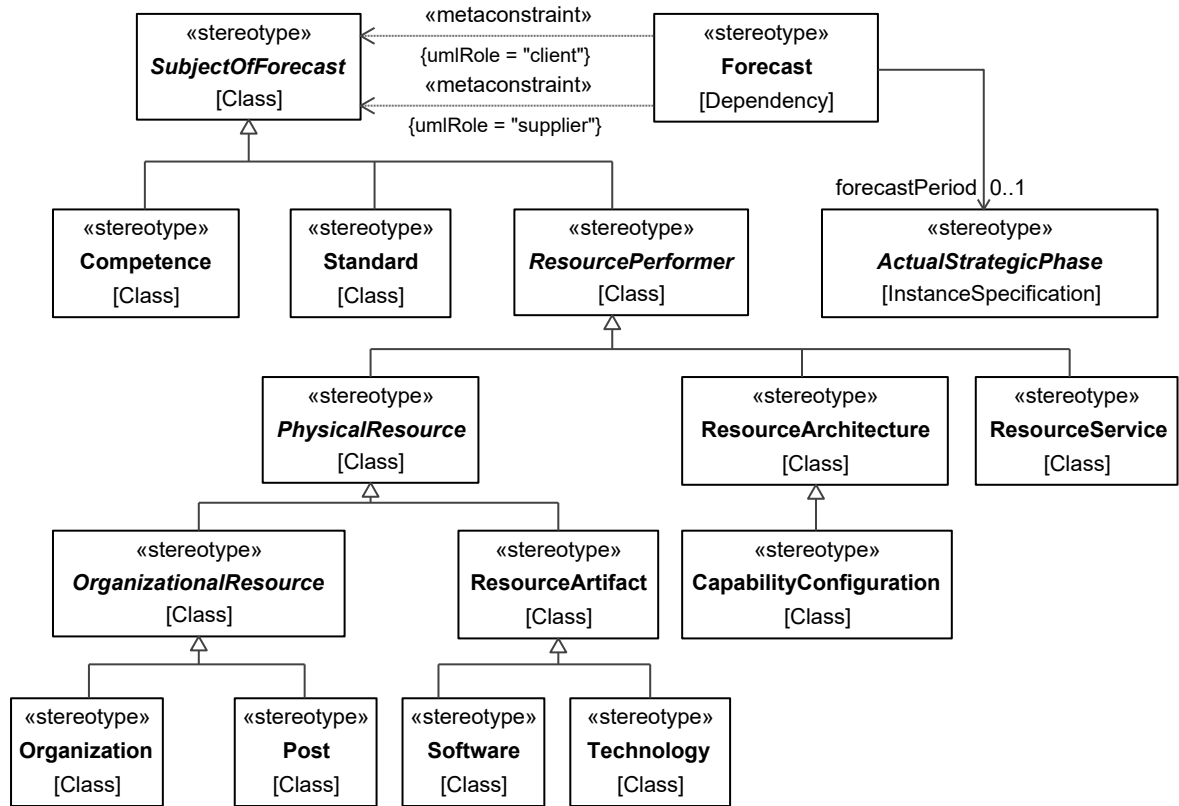 «metaconstraint»
«stereotype»
SubjectOfForecast
[Class]
{umlRole = "client"}
«metaconstraint»
{umlRole = "supplier"}
«stereotype»
Forecast
[Dependency]
forecastPeriod 0..1
«stereotype»
Competence
[Class]
«stereotype»
Standard
[Class]
«stereotype»
ResourcePerformer
[Class]
«stereotype»
ActualStrategicPhase
[InstanceSpecification]
«stereotype»
PhysicalResource
[Class]
«stereotype»
ResourceArchitecture
[Class]
«stereotype»
ResourceService
[Class]
«stereotype»
OrganizationalResource
[Class]
«stereotype»
ResourceArtifact
[Class]
«stereotype»
CapabilityConfiguration
[Class]
«stereotype»
Organization
[Class]
«stereotype»
Post
[Class]
«stereotype»
Software
[Class]
«stereotype»
Technology
[Class]